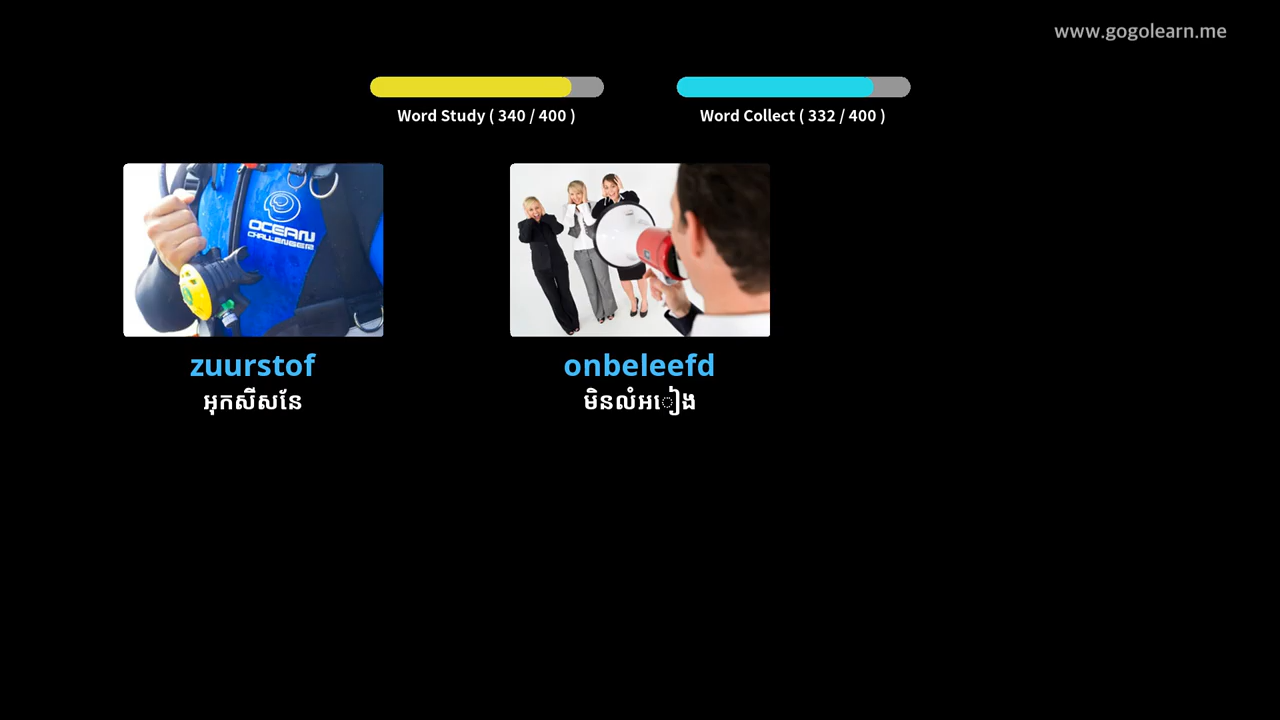 www.gogolearn.me
Word Study ( 340 / 400 )
Word Collect ( 332 / 400 )
OCEAN
CHALLENGER
zuurstof
onbeleefd
អុកស៊ីសនែ
មិនលំអៀង